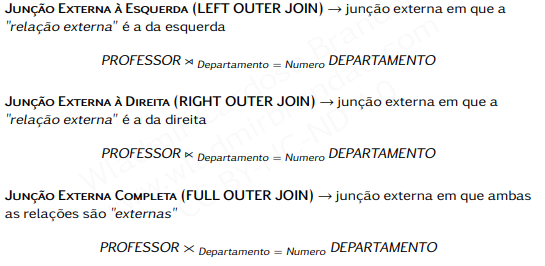 Junção Externa à Esquerda (LEFT OUTER JOIN) → junção externa em que a
"relação externa" é a da esquerda
PROFESSOR ⋊ Departamento = Numero DEPARTAMENTO
Junção Externa à Direita (RIGHT OUTER JOIN) → junção externa em que a
"relação externa" é a da direita
PROFESSOR ⋉ Departamento = Numero DEPARTAMENTO
Junção Externa Completa (FULL OUTER JOIN) → junção externa em que ambas
as relações são "externas"
PROFESSOR × Departamento = Numero DEPARTAMENTO